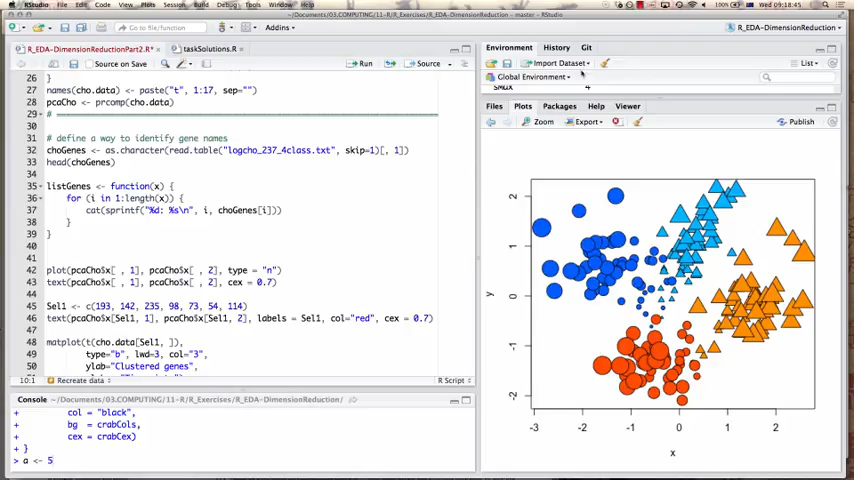 RStudio File Edit Code View Plots Session Build Debug Tools Window Help 100% Fri 09:18:45
~/Documents/03.COMPUTING/11-R/R_Exercises/R_EDA-DimensionReduction - master - RStudio
Go to file/function Addins R_EDA-DimensionReduction
R_EDA-DimensionReductionPart2.R* taskSolutions.R
Source on Save Run Source
26 }
27 names(cho.data) <- paste("t", 1:17, sep="")
28 pcaCho <- prcomp(cho.data)
29 #
30
31 # define a way to identify gene names
32 choGenes <- as.character(read.table("logcho_237_4class.txt", skip=1)[, 1])
33 head(choGenes)
34
35 listGenes <- function(x) {
36 for (i in 1:length(x)) {
37 cat(sprintf("%d: %s\n", i, choGenes[i]))
38 }
39 }
40
41
42 plot(pcaCho$x[ , 1], pcaCho$x[ , 2], type = "n")
43 text(pcaCho$x[ , 1], pcaCho$x[ , 2], cex = 0.7)
44
45 Sel1 <- c(193, 142, 235, 98, 73, 54, 114)
46 text(pcaCho$x[Sel1, 1], pcaCho$x[Sel1, 2], labels = Sel1, col="red", cex = 0.7)
47
48 matplot(t(cho.data[Sel1, ]),
49 type="b", lwd=3, col="3",
50 ylab="Clustered genes",
10:1 Recreate data R Script
Console ~/Documents/03.COMPUTING/11-R/R_Exercises/R_EDA-DimensionReduction/
+ col = "black",
+ bg = crabCols,
+ cex = crabCex)
+ }
> a <- 5
Environment History Git
Import Dataset List
Global Environment
4
Files Plots Packages Help Viewer
Zoom Export Publish
2
1
0
-1
-2
y
-3 -2 -1 0 1 2
x